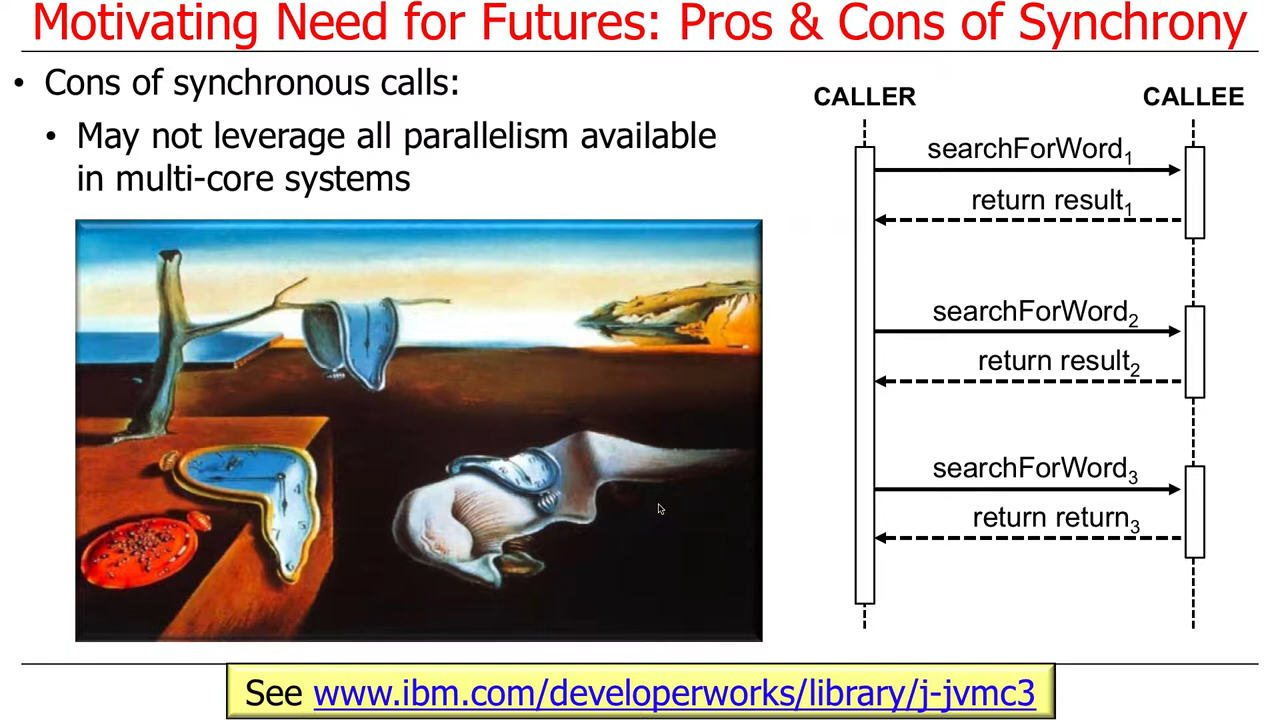 Motivating Need for Futures: Pros & Cons of Synchrony
• Cons of synchronous calls:
• May not leverage all parallelism available
in multi-core systems
CALLER
CALLEE
searchForWord1
return result1
searchForWord2
return result2
searchForWord3
return return3
See www.ibm.com/developerworks/library/j-jvmc3